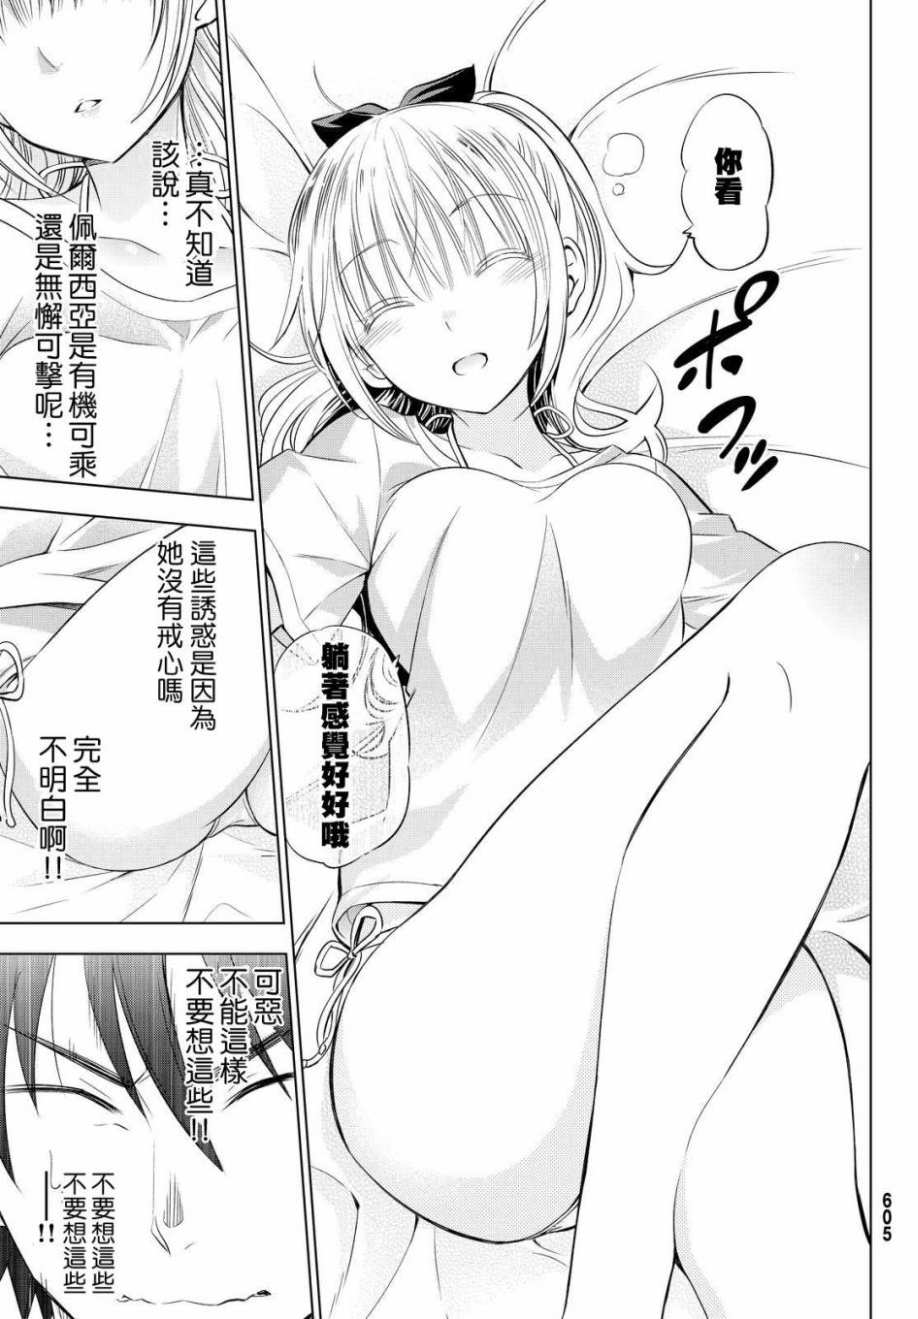 你看
ポフッ
躺著感覺好好哦
…真不知道
該說…
佩爾西亞是有機可乘
還是無懈可擊呢…
這些誘惑是因為
她沒有戒心嗎
完全
不明白啊!!
可惡
不能這樣
不要想這些!!
不要想這些
不要想這些
——!!
605